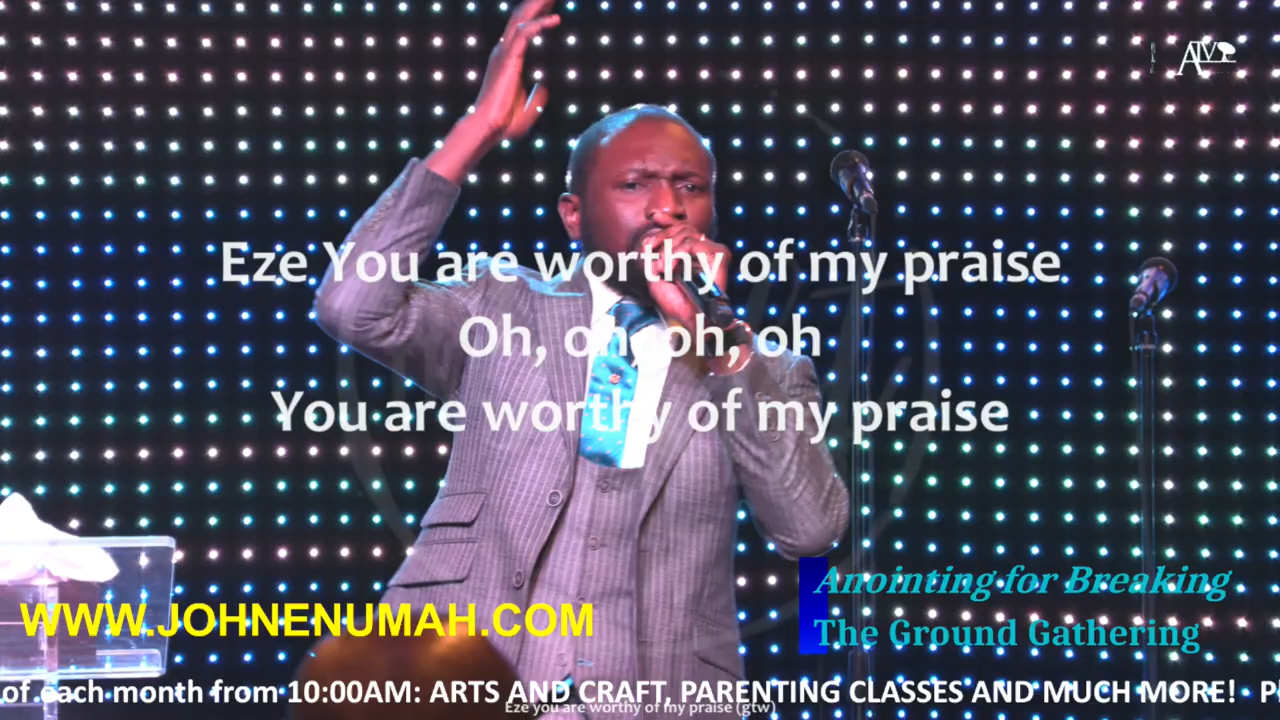 ATV
Eze You are worthy of my praise
Oh, oh, oh, oh
You are worthy of my praise
Anointing for Breaking
The Ground Gathering
WWW.JOHNENUMAH.COM
of each month from 10:00AM: ARTS AND CRAFT, PARENTING CLASSES AND MUCH MORE! · P
Eze you are worthy of my praise (gtw)